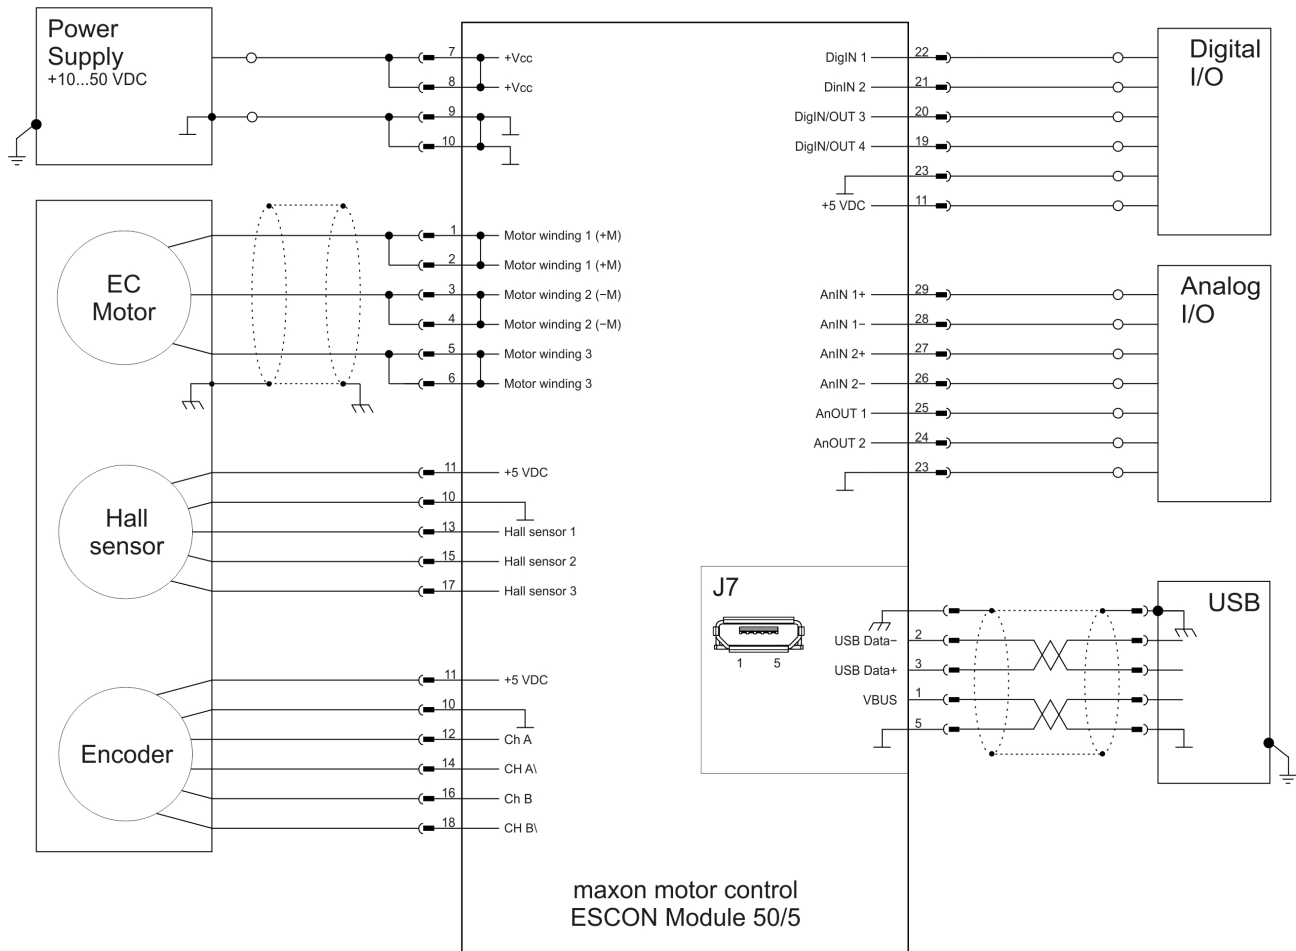 Power
Supply
+10...50 VDC
7
+Vcc
8
+Vcc
9
10
EC
Motor
1
Motor winding 1 (+M)
2
Motor winding 1 (+M)
3
Motor winding 2 (−M)
4
Motor winding 2 (−M)
5
Motor winding 3
6
Motor winding 3
Hall
sensor
11
+5 VDC
10
13
Hall sensor 1
15
Hall sensor 2
17
Hall sensor 3
Encoder
11
+5 VDC
10
12
Ch A
14
CH A\
16
Ch B
18
CH B\
DigIN 1
22
DinIN 2
21
DigIN/OUT 3
20
DigIN/OUT 4
19
23
+5 VDC
11
Digital
I/O
AnIN 1+
29
AnIN 1−
28
AnIN 2+
27
AnIN 2−
26
AnOUT 1
25
AnOUT 2
24
23
Analog
I/O
J7
1 5
USB Data−
2
USB Data+
3
VBUS
1
5
USB
maxon motor control
ESCON Module 50/5